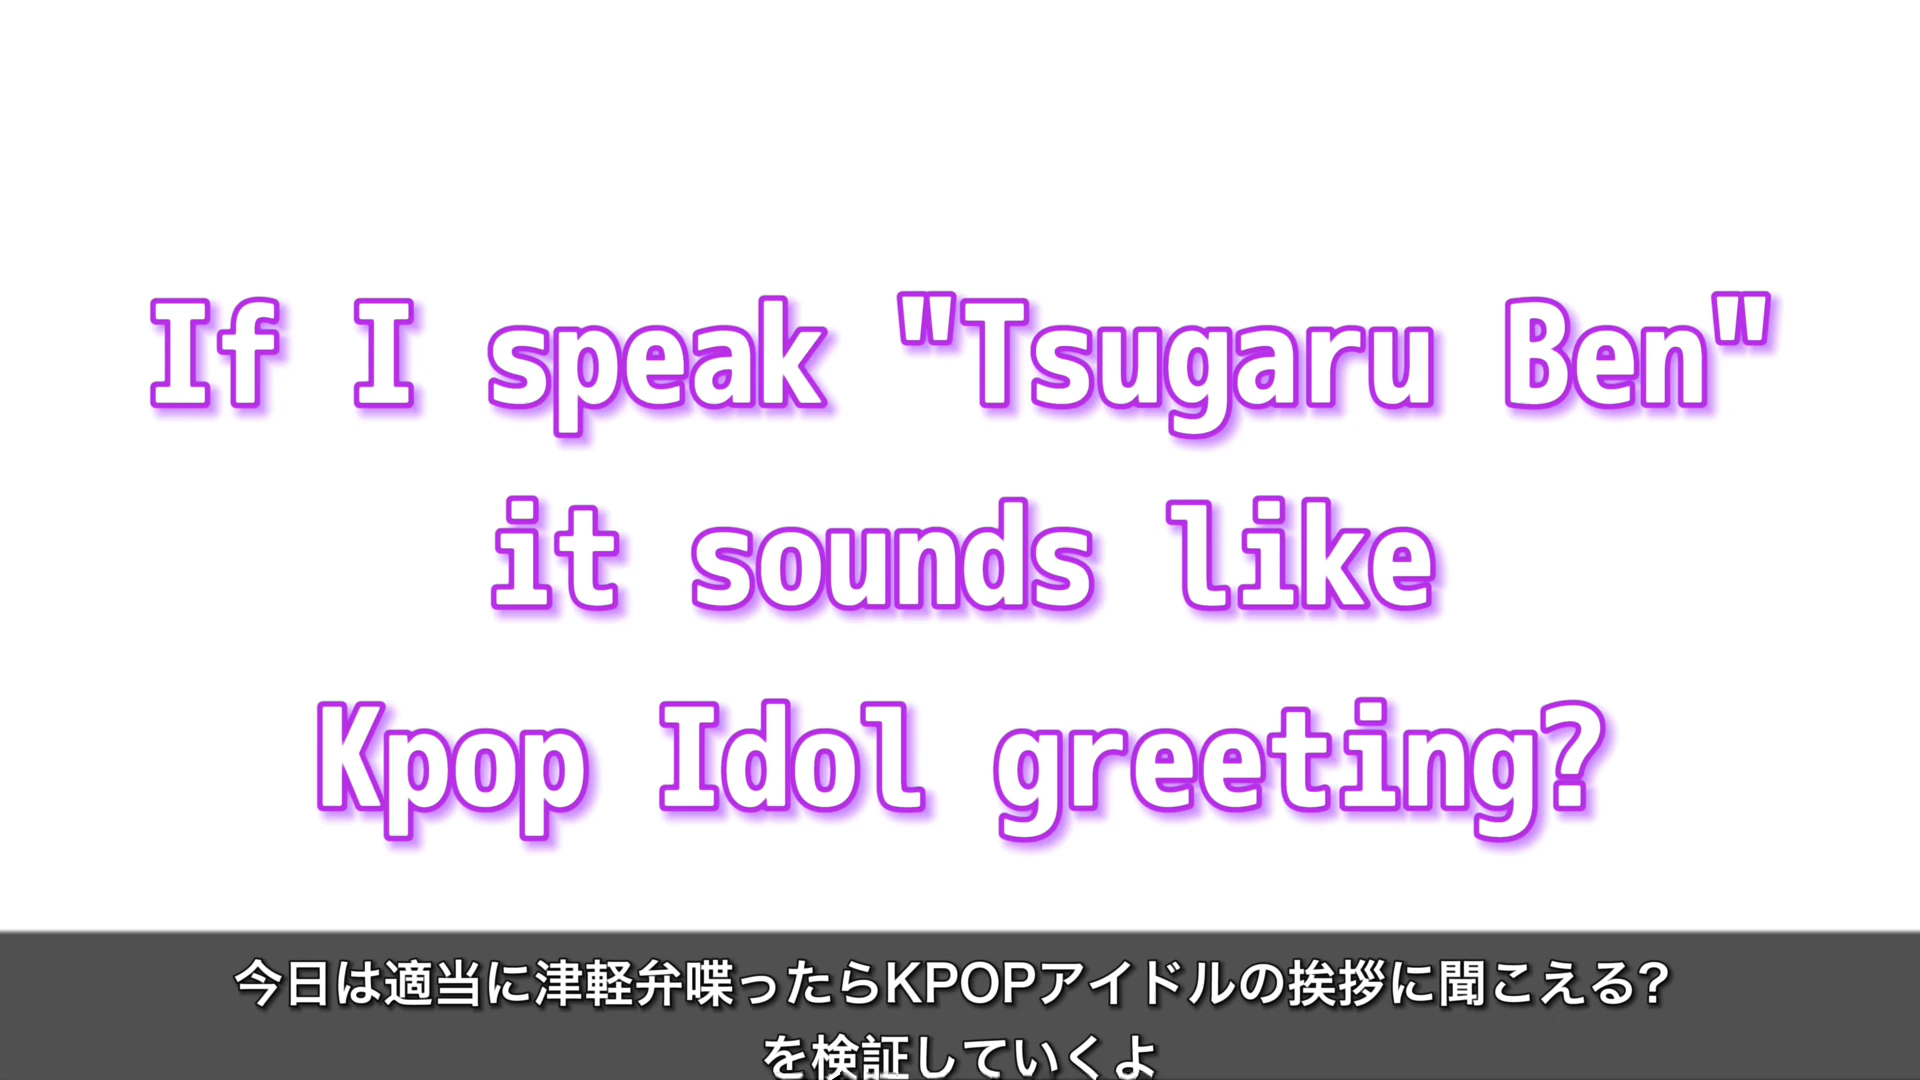 If I speak "Tsugaru Ben"
it sounds like
Kpop Idol greeting?
今日は適当に津軽弁喋ったらKPOPアイドルの挨拶に聞こえる?
を検証していくよ